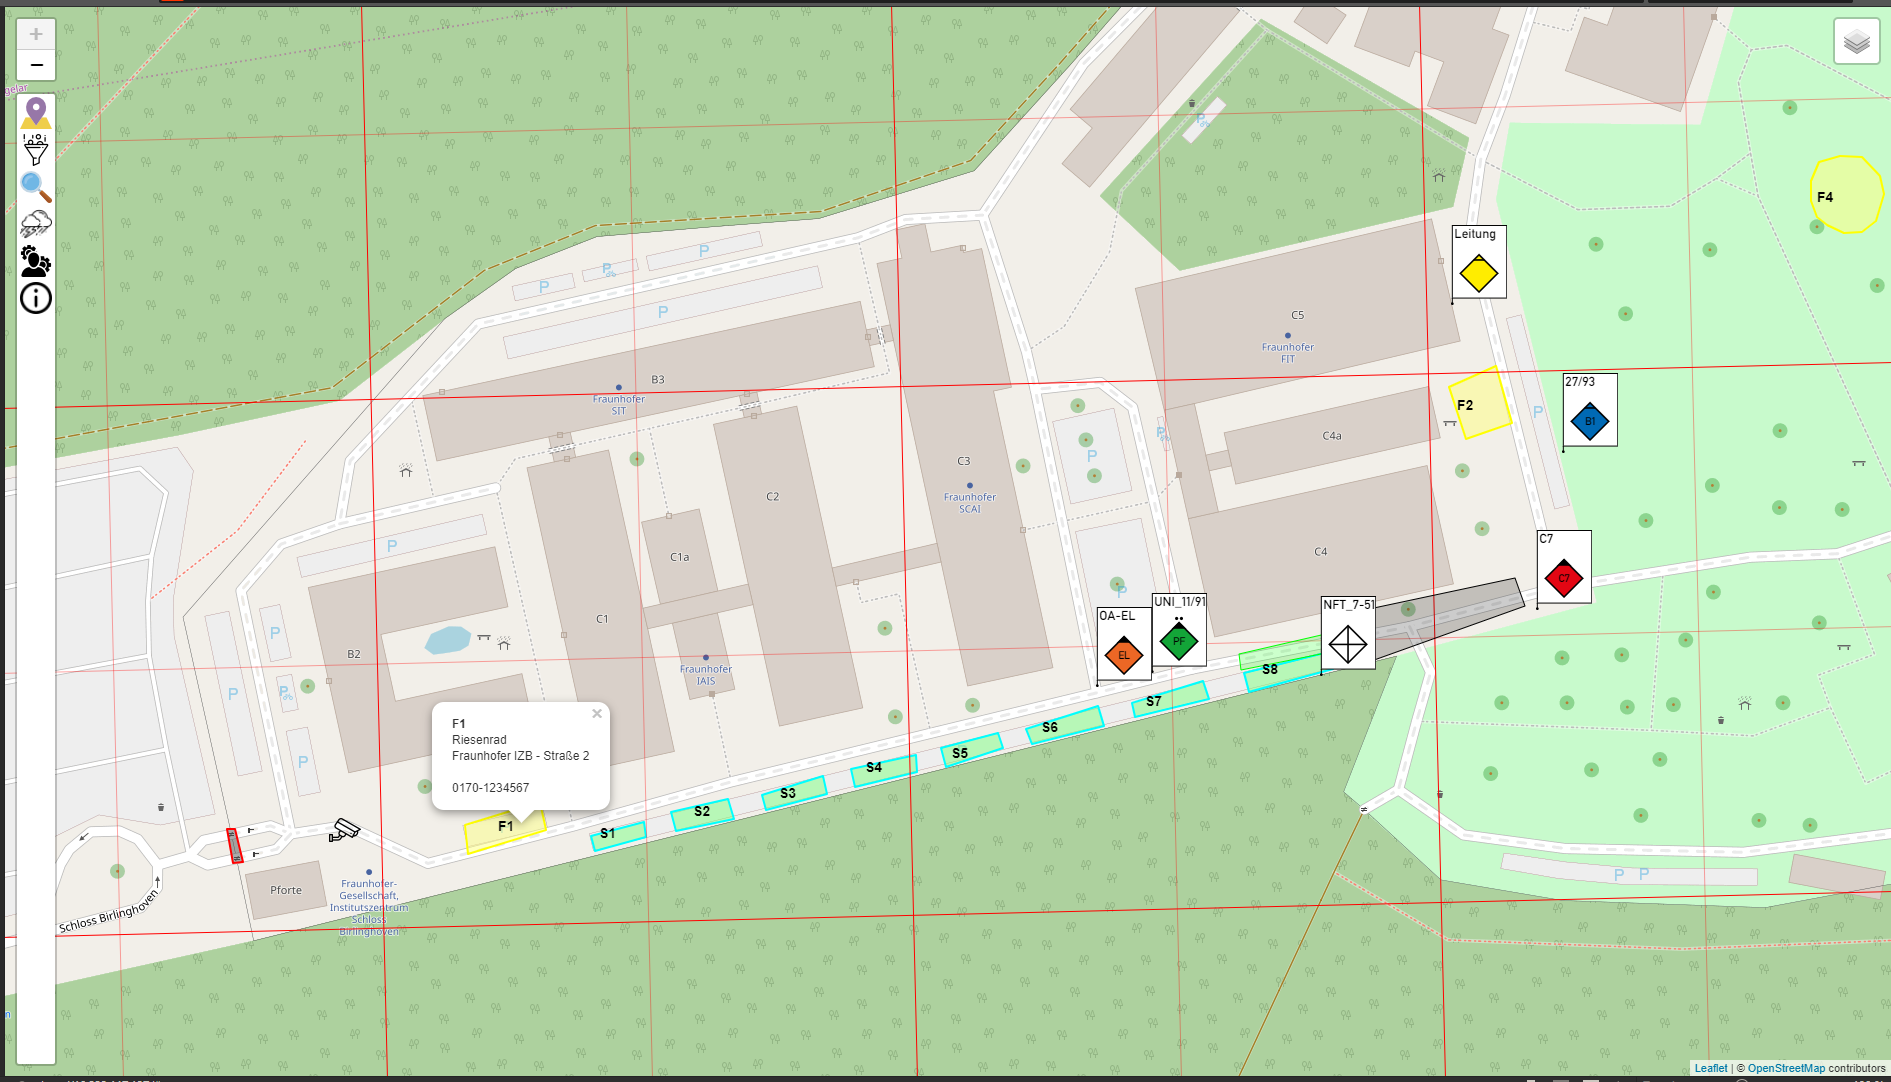 +
−
gelar
P
F4
Leitung
P
P
P
P
C5
Fraunhofer
FIT
B3
Fraunhofer
SIT
27/93
B1
F2
P
C4a
P
P
C3
C2
Fraunhofer
SCAI
C7
C7
P
C1a
C4
P
UNI_11/91
PF
NFT_7-51
OA-EL
EL
C1
P
B2
Fraunhofer
IAIS
S8
P
P
S7
F1
Riesenrad
Fraunhofer IZB - Straße 2
0170-1234567
×
S6
S5
P
S4
S3
S2
F1
S1
Pforte
Fraunhofer-
Gesellschaft,
Institutszentrum
Schloss
Birlinghoven
Schloss Birlinghoven
P
P
Leaflet | © OpenStreetMap contributors